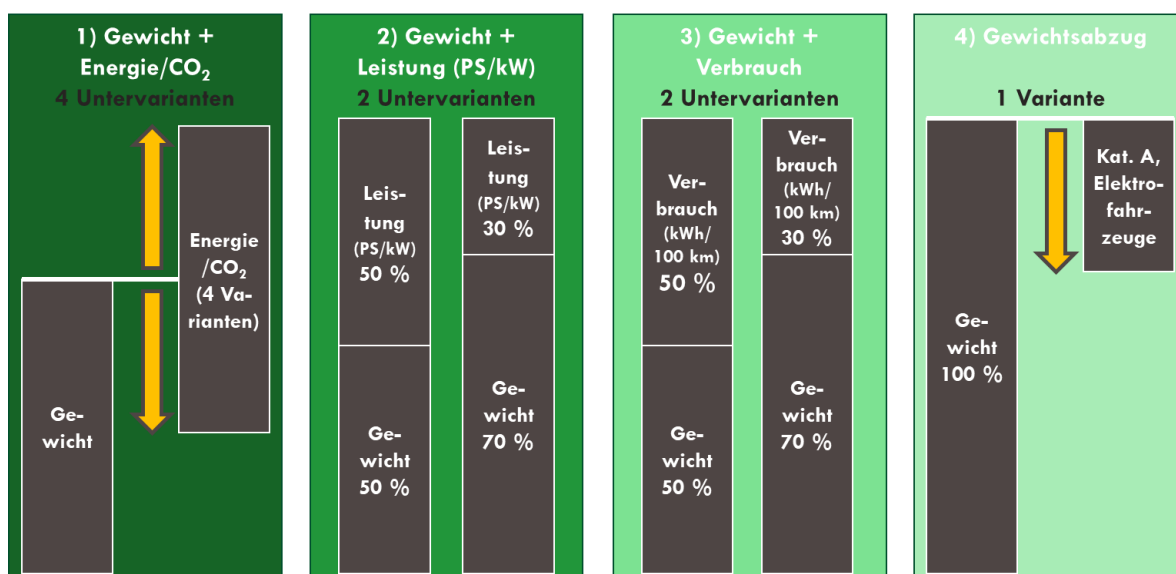 1) Gewicht +
Energie/CO₂
4 Untervarianten
Ge-
wicht
Energie
/CO₂
(4 Va-
rianten)
2) Gewicht +
Leistung (PS/kW)
2 Untervarianten
Leis-
tung
(PS/kW)
50 %
Ge-
wicht
50 %
Leis-
tung
(PS/kW)
30 %
Ge-
wicht
70 %
3) Gewicht +
Verbrauch
2 Untervarianten
Ver-
brauch
(kWh/
100 km)
50 %
Ge-
wicht
50 %
Ver-
brauch
(kWh/
100 km)
30 %
Ge-
wicht
70 %
4) Gewichtsabzug
1 Variante
Ge-
wicht
100 %
Kat. A,
Elektro-
fahr-
zeuge